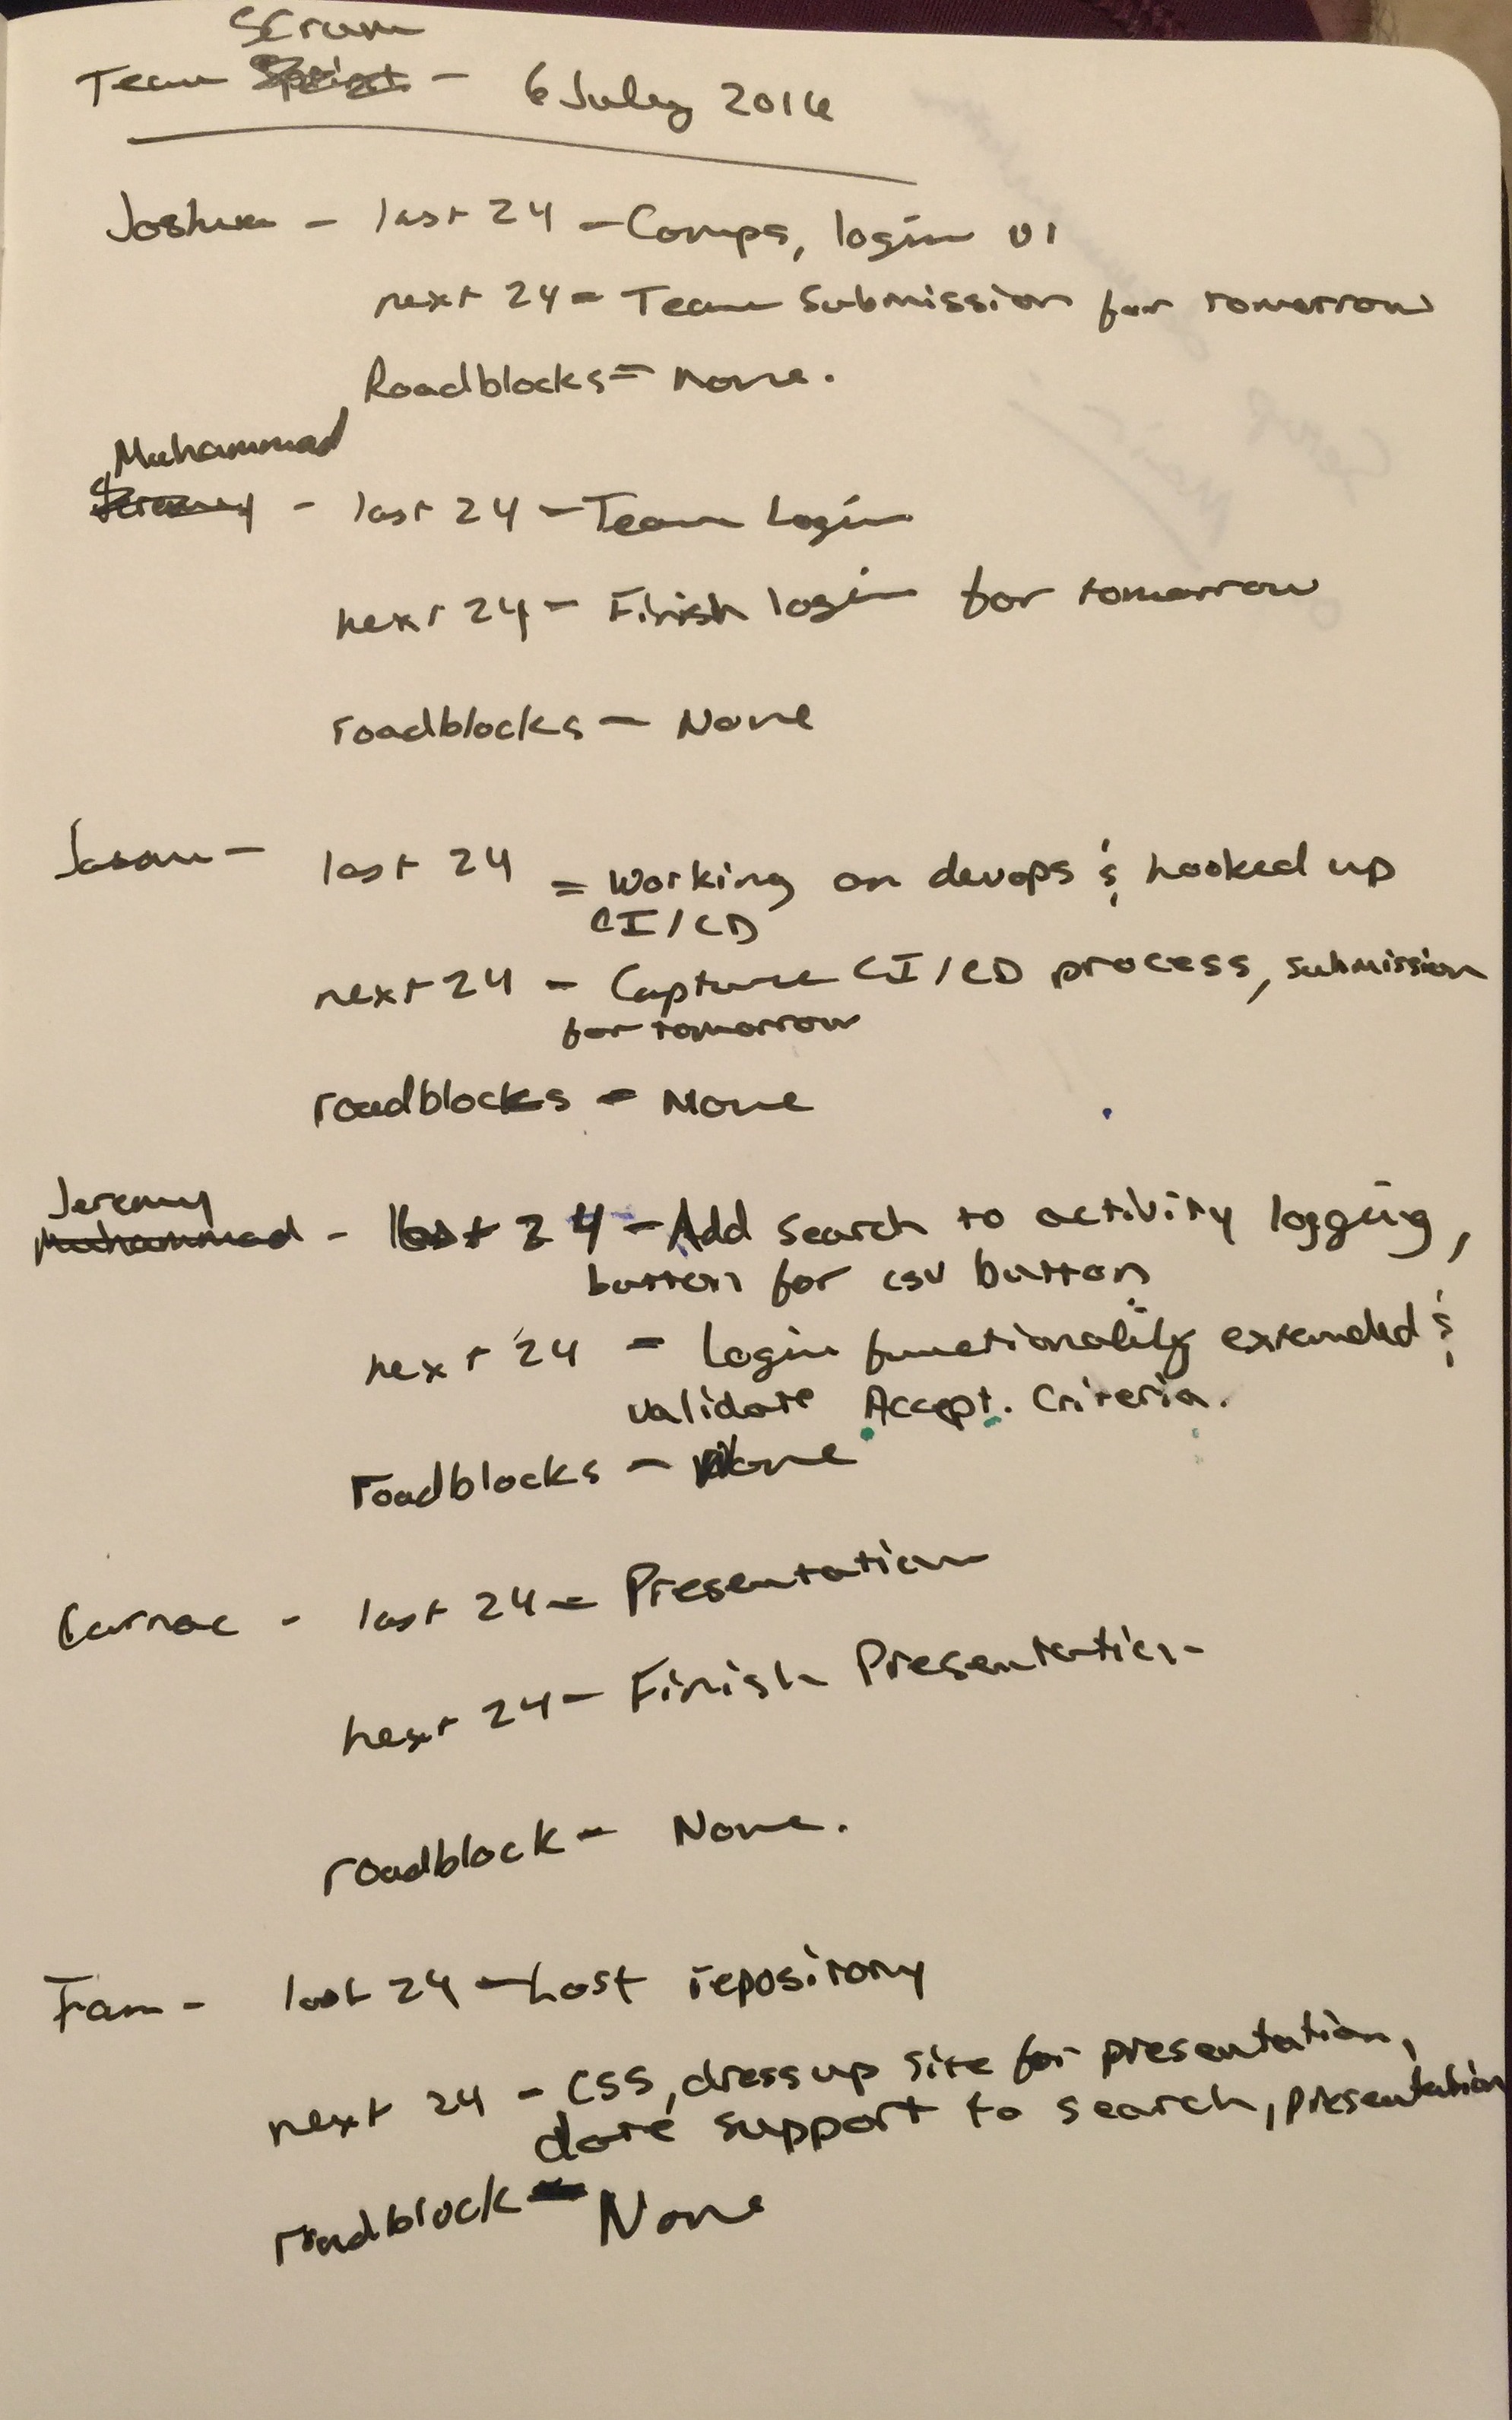 Scrum
Team Sprint - 6 July 2016
Joshua - last 24 - Comps, login UI
next 24 = Team Submission for tomorrow
Roadblocks = None.
Muhammad
Jeremy - last 24 - Team Login
next 24 - Finish login for tomorrow
roadblocks - None
Jason - last 24 = Working on devops & hooked up
CI/CD
next 24 - Capture CI/CD process, submission
for tomorrow
roadblocks - None
Jeremy
Muhammad - last 24 - Add search to activity logging,
button for csv button
next 24 = Login functionality extended &
validate Accept. Criteria.
roadblocks - None
Carnac - last 24 - Presentation
next 24 - Finish Presentation
roadblock - None.
Fam - last 24 - Lost repository
next 24 - CSS, dress up site for presentation,
date support to search, presentation
roadblock - None